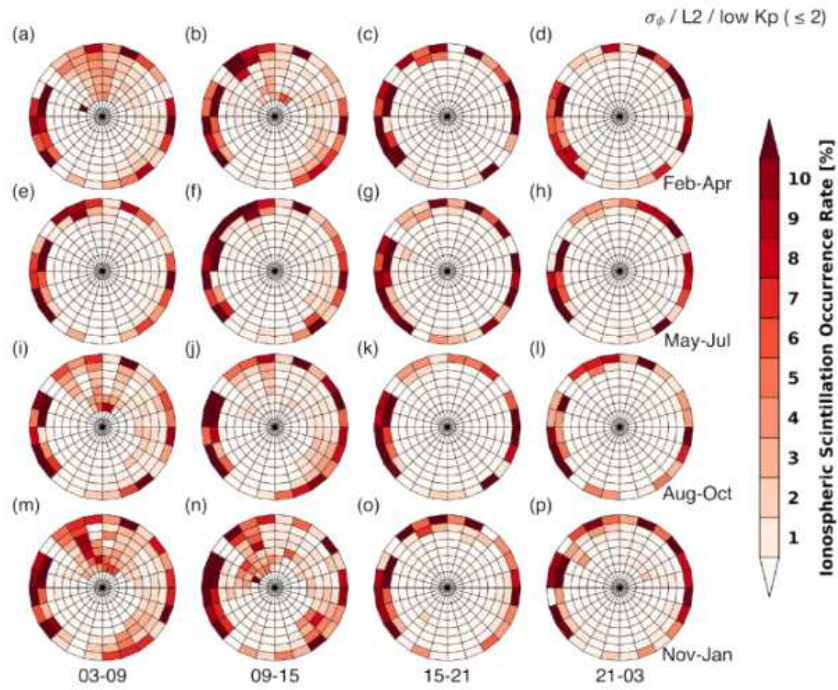 σϕ / L2 / low Kp ( ≤ 2)
(a)
(b)
(c)
(d)
Feb-Apr
(e)
(f)
(g)
(h)
May-Jul
(i)
(j)
(k)
(l)
Aug-Oct
(m)
(n)
(o)
(p)
Nov-Jan
03-09
09-15
15-21
21-03
10
9
8
7
6
5
4
3
2
1
Ionospheric Scintillation Occurrence Rate [%]